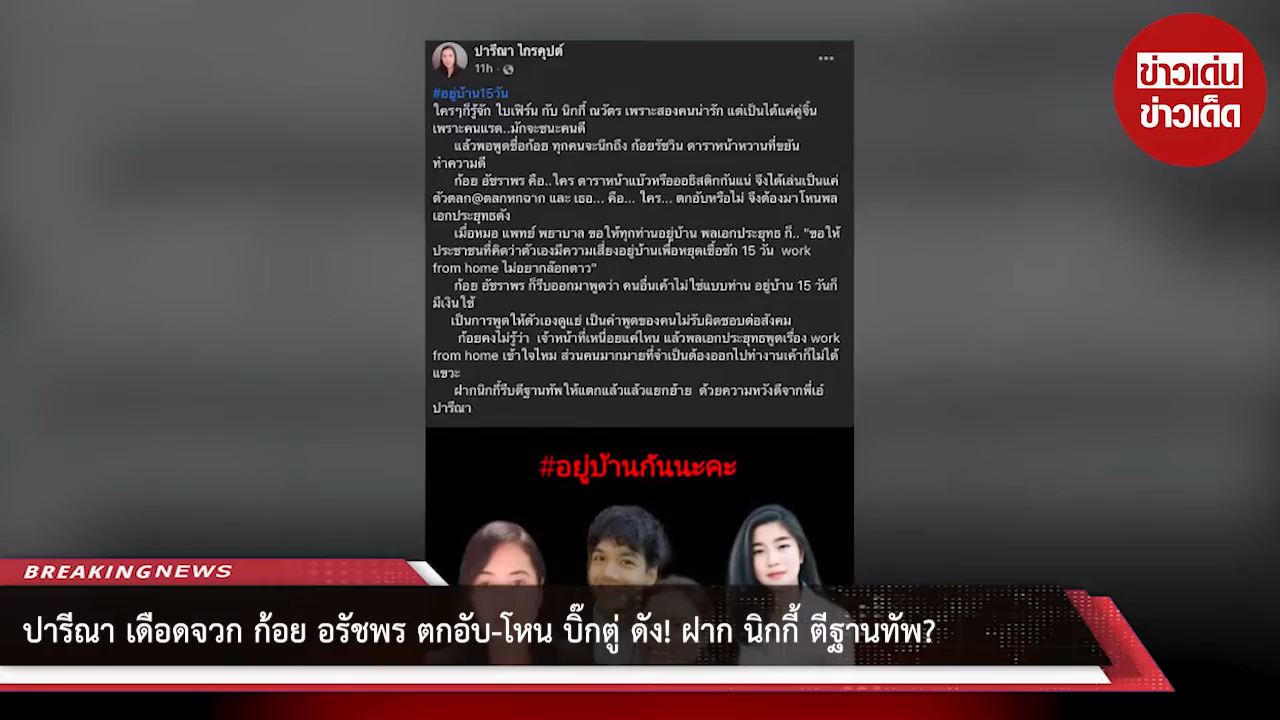 ปารีณา ไกรคุปต์
11h ·
ข่าวเด่น
ข่าวเด็ด
#อยู่บ้าน15วัน
ใครๆก็รู้จัก ใบเฟิร์น กับ นิกกี้ ณวัตร เพราะสองคนน่ารัก แต่เป็นได้แค่คู่จิ้น
เพราะคนแรด..มักจะชนะคนดี
แล้วพอพูดชื่อก้อย ทุกคนจะนึกถึง ก้อยรัชวิน ดาราหน้าหวานที่ขยัน
ทำความดี
ก้อย อัชราพร คือ..ใคร ดาราหน้าแบ๊วหรือออธิสติกกันแน่ จึงได้เล่นเป็นแค่
ตัวตลก@ตลกหกฉาก และ เธอ... คือ... ใคร... ตกอับหรือไม่ จึงต้องมาโหนพล
เอกประยุทธดัง
เมื่อหมอ แพทย์ พยาบาล ขอให้ทุกท่านอยู่บ้าน พลเอกประยุทธ ก็.. "ขอให้
ประชาชนที่คิดว่าตัวเองมีความเสี่ยงอยู่บ้านเพื่อหยุดเชื้อซัก 15 วัน work
from home ไม่อยากล๊อกดาว"
ก้อย อัชราพร ก็รีบออกมาพูดว่า คนอื่นเค้าไม่ใช่แบบท่าน อยู่บ้าน 15 วันก็
มีเงินใช้
เป็นการพูดให้ตัวเองดูแย่ เป็นคำพูดของคนไม่รับผิดชอบต่อสังคม
ก้อยคงไม่รู้ว่า เจ้าหน้าที่เหนื่อยแค่ไหน แล้วพลเอกประยุทธพูดเรื่อง work
from home เข้าใจไหม ส่วนคนมากมายที่จำเป็นต้องออกไปทำงานเค้าก็ไม่ได้
แขวะ
ฝากนิกกี้รีบตีฐานทัพให้แตกแล้วแล้วแยกย้าย ด้วยความหวังดีจากพี่เอ๋
ปารีณา
#อยู่บ้านกันนะคะ
BREAKING NEWS
ปารีณา เดือดจวก ก้อย อรัชพร ตกอับ-โหน บิ๊กตู่ ดัง! ฝาก นิกกี้ ตีฐานทัพ?